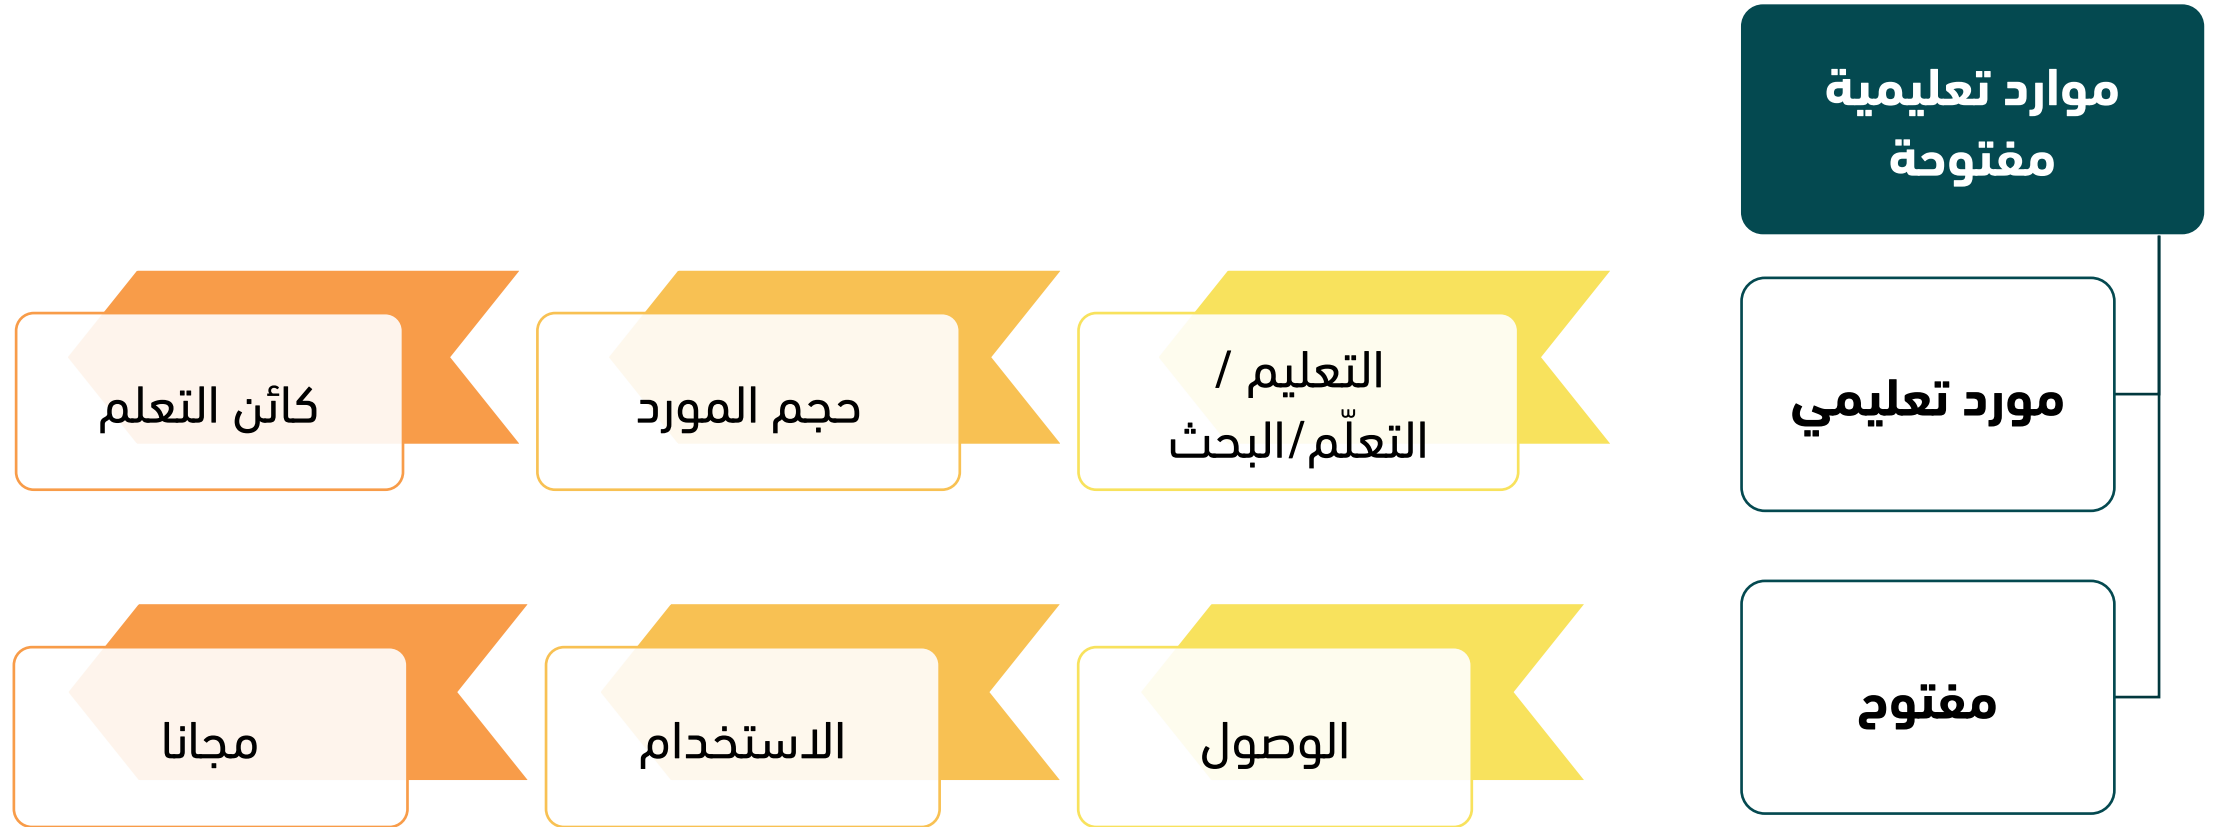 موارد تعليمية
مفتوحة
مورد تعليمي
التعليم /
التعلّم/البحث
حجم المورد
كائن التعلم
مفتوح
الوصول
الاستخدام
مجانا